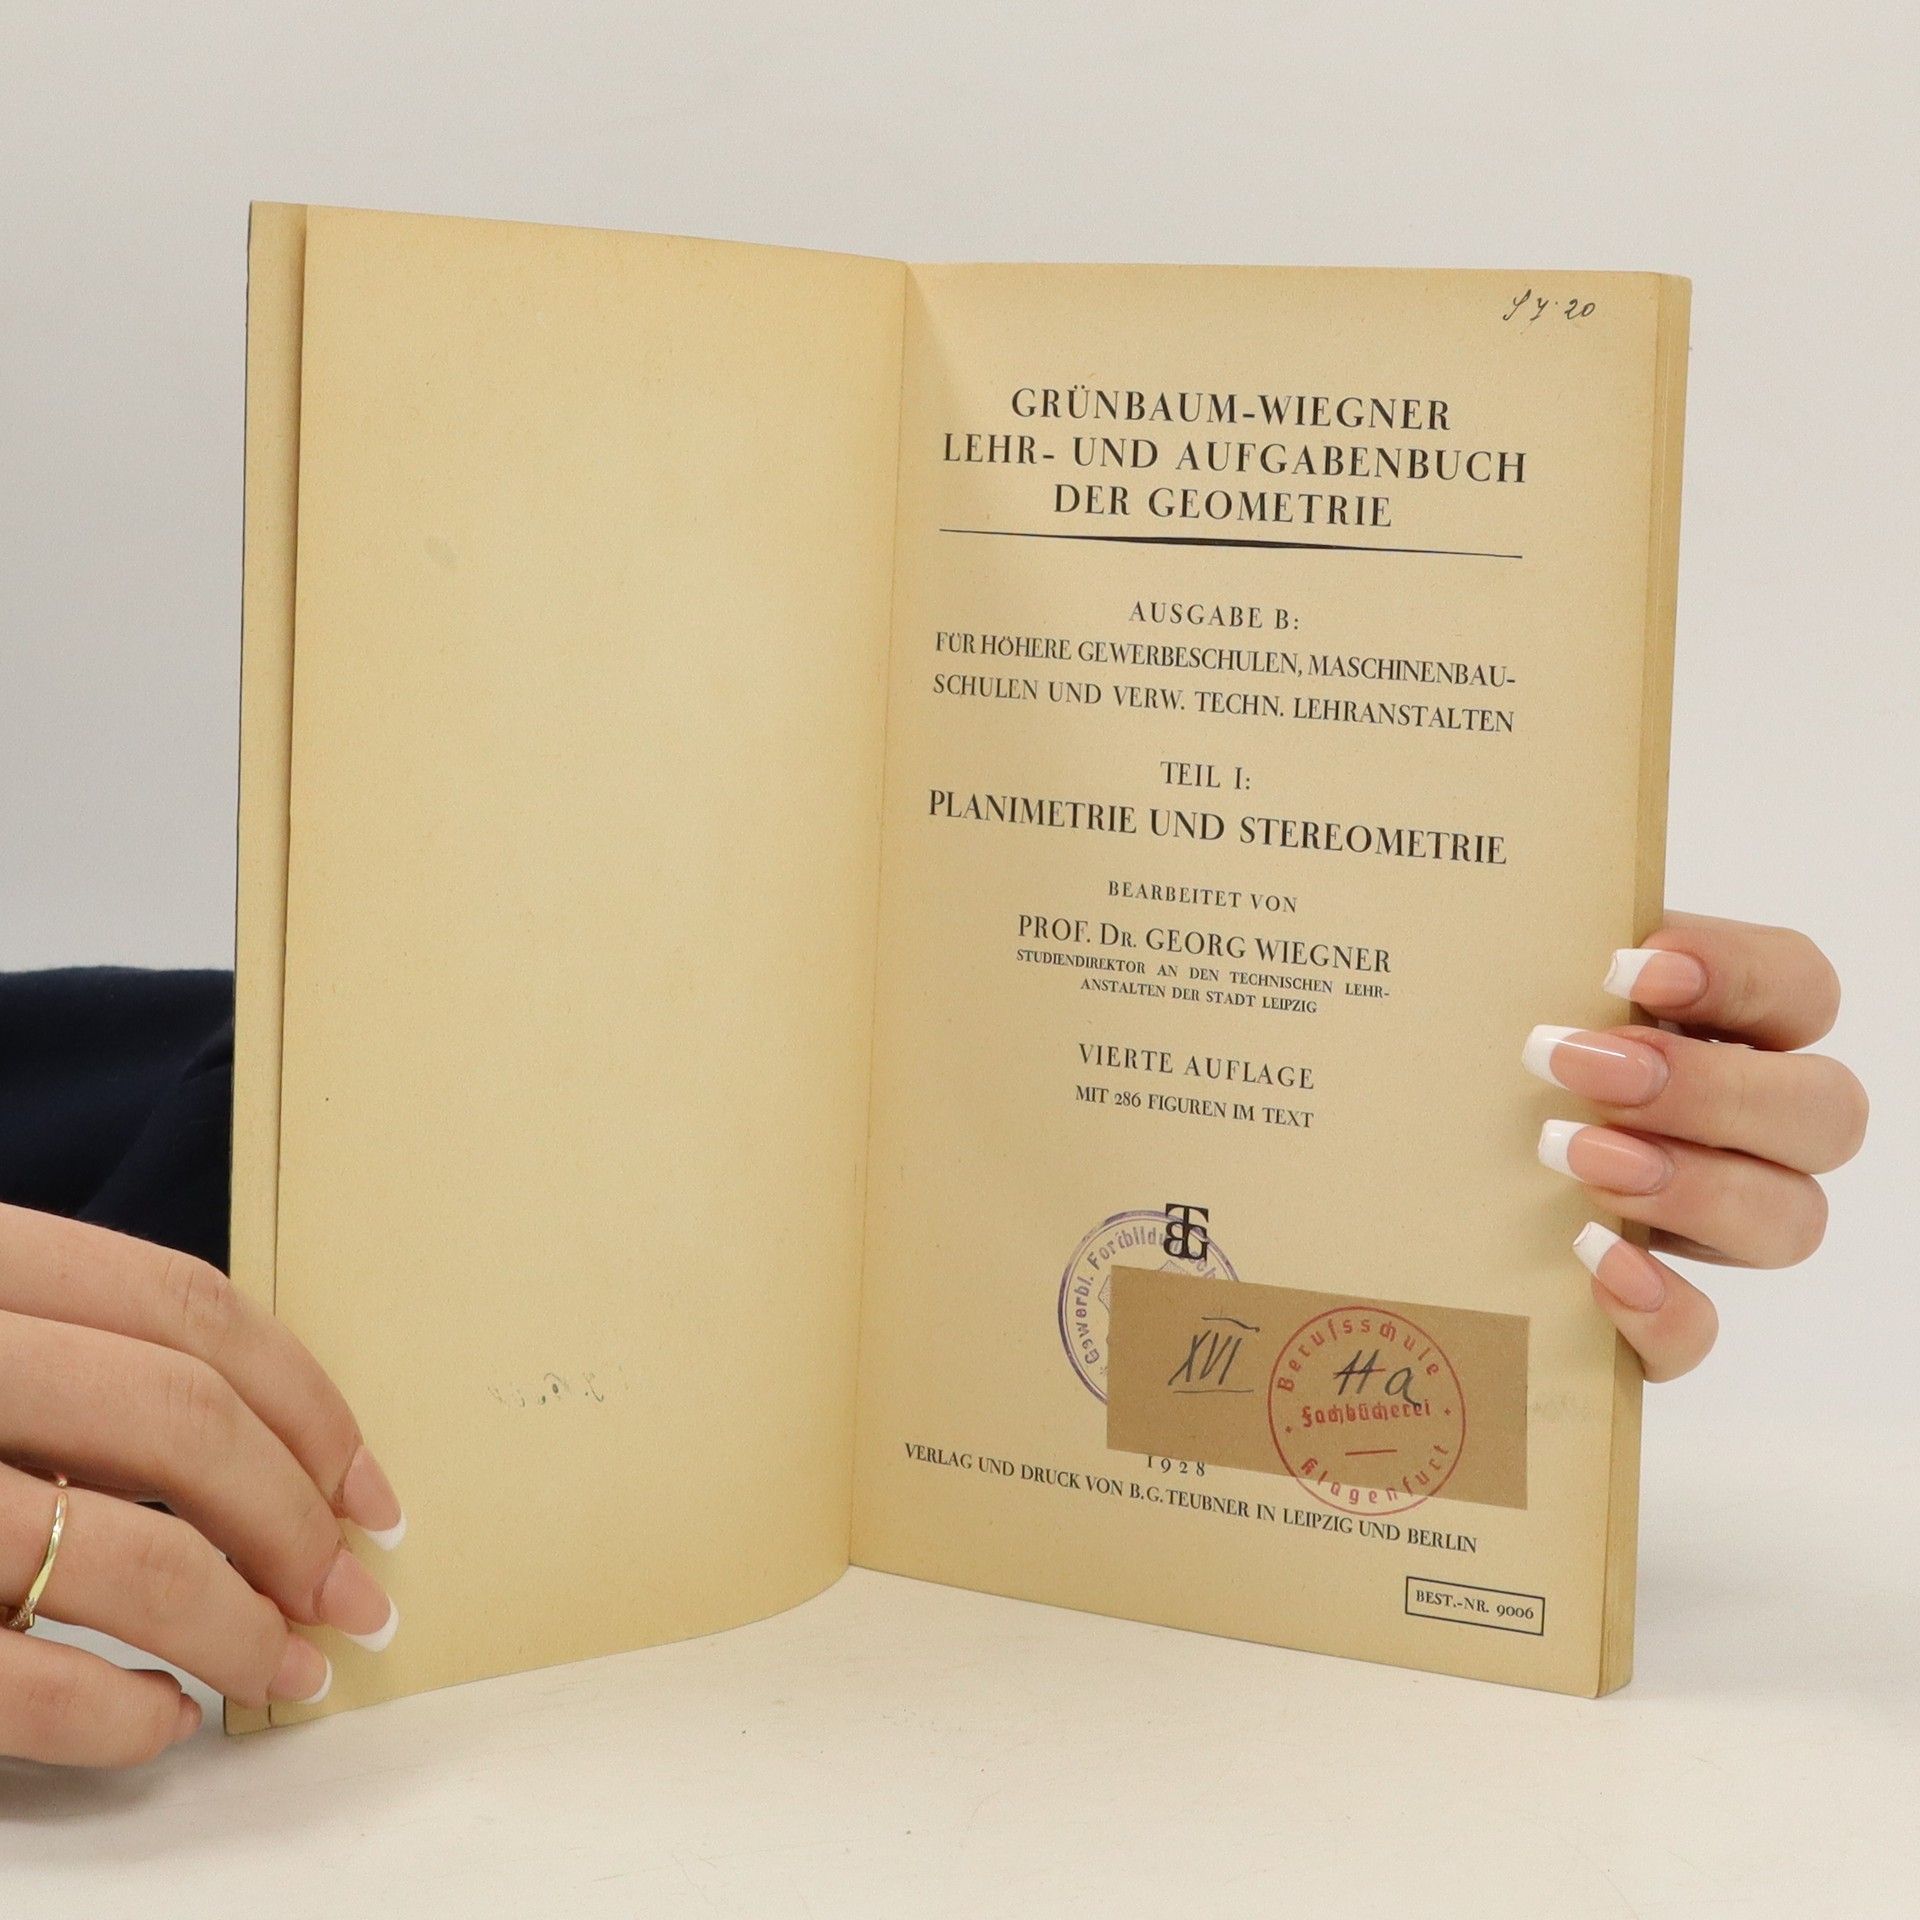 20
GRÜNBAUM-WIEGNER
LEHR- UND AUFGABENBUCH
DER GEOMETRIE
AUSGABE B:
FÜR HÖHERE GEWERBESCHULEN, MASCHINENBAU-
SCHULEN UND VERW. TECHN. LEHRANSTALTEN
TEIL I:
PLANIMETRIE UND STEREOMETRIE
BEARBEITET VON
PROF. DR. GEORG WIEGNER
STUDIENDIREKTOR AN DEN TECHNISCHEN LEHR-
ANSTALTEN DER STADT LEIPZIG
VIERTE AUFLAGE
MIT 286 FIGUREN IM TEXT
BTG
Gewerbl. Fortbildu
XVI
Berufsschule
Fachbücherei
Klagenfurt
1928
VERLAG UND DRUCK VON B.G. TEUBNER IN LEIPZIG UND BERLIN
BEST.-NR. 9006